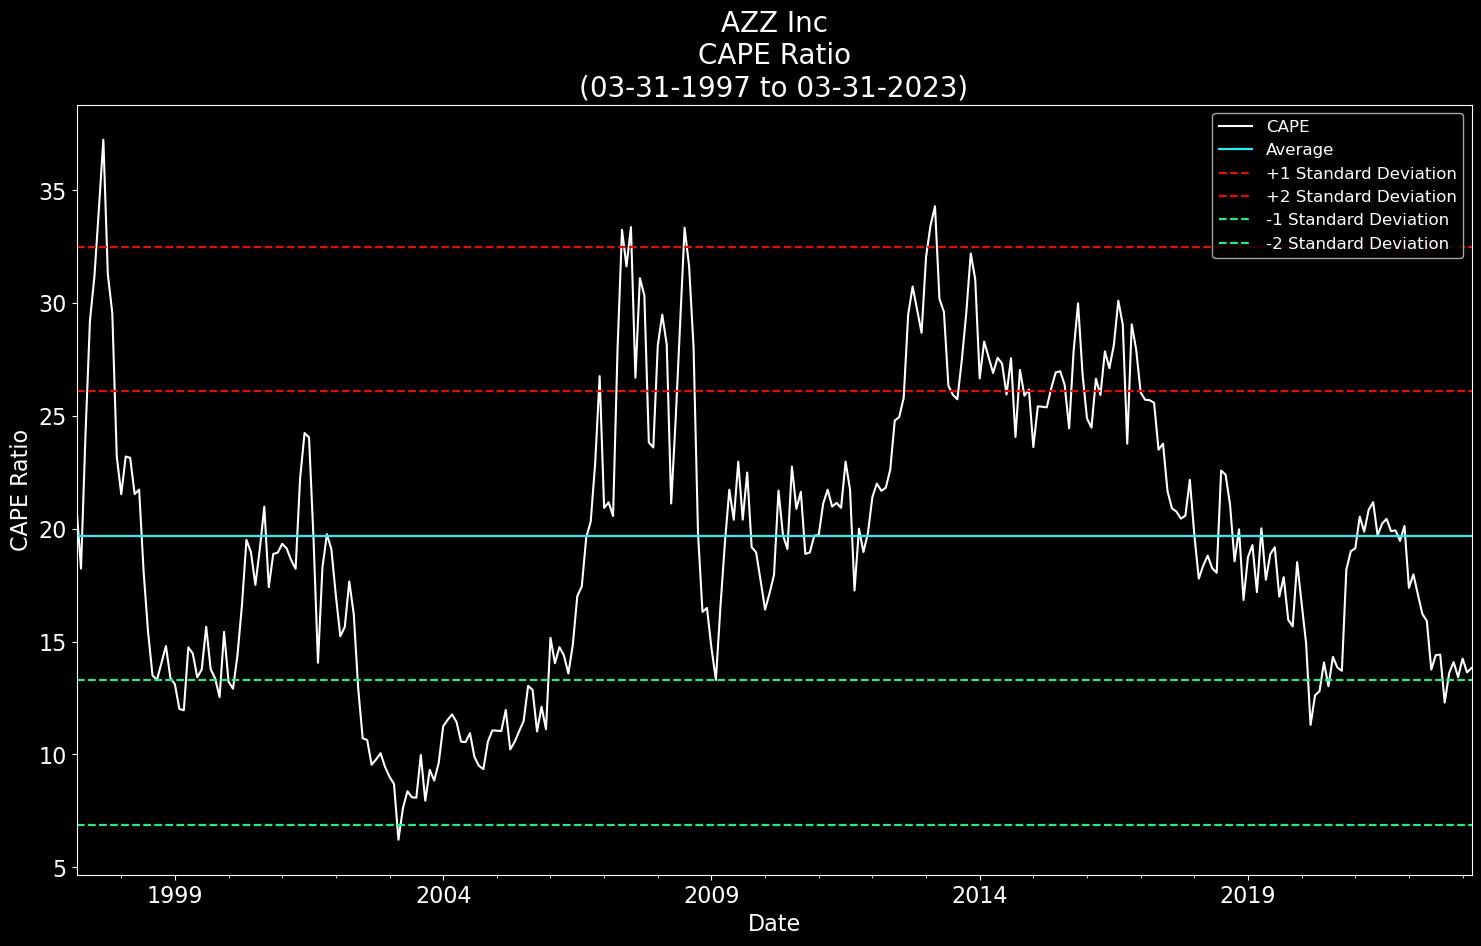 AZZ Inc
CAPE Ratio
(03-31-1997 to 03-31-2023)
CAPE
Average
+1 Standard Deviation
+2 Standard Deviation
-1 Standard Deviation
-2 Standard Deviation
CAPE Ratio
35
30
25
20
15
10
5
1999 2004 2009 2014 2019
Date